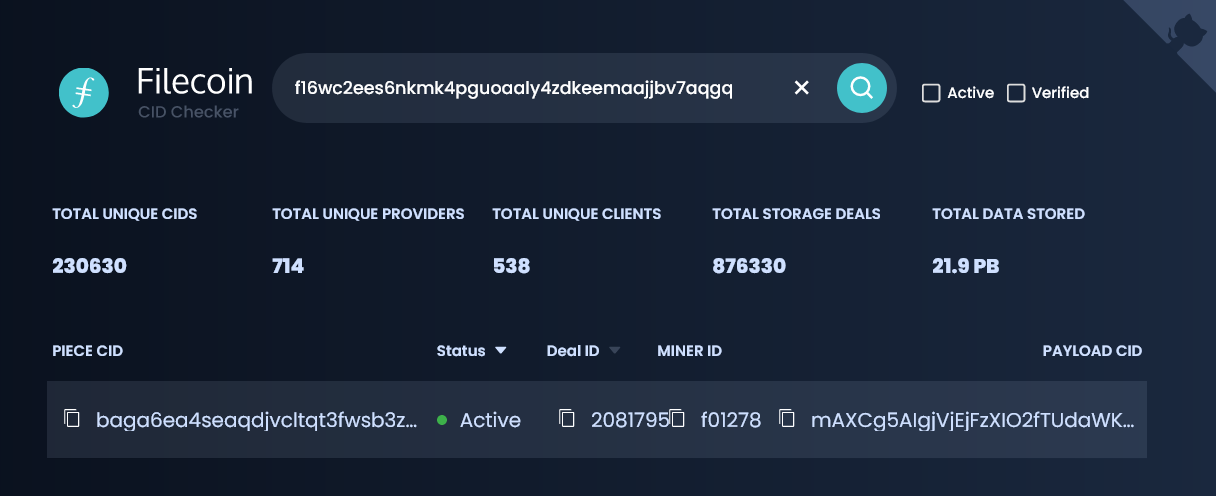 Filecoin
CID Checker
f16wc2ees6nkmk4pguoaaly4zdkeemaajjbv7aqgq
Active Verified
TOTAL UNIQUE CIDS TOTAL UNIQUE PROVIDERS TOTAL UNIQUE CLIENTS TOTAL STORAGE DEALS TOTAL DATA STORED
230630 714 538 876330 21.9 PB
PIECE CID Status Deal ID MINER ID PAYLOAD CID
baga6ea4seaqdjvcltqt3fwsb3z... Active 2081795 f01278 mAXCg5AIgjVjEjFzXIO2fTUdaWK...